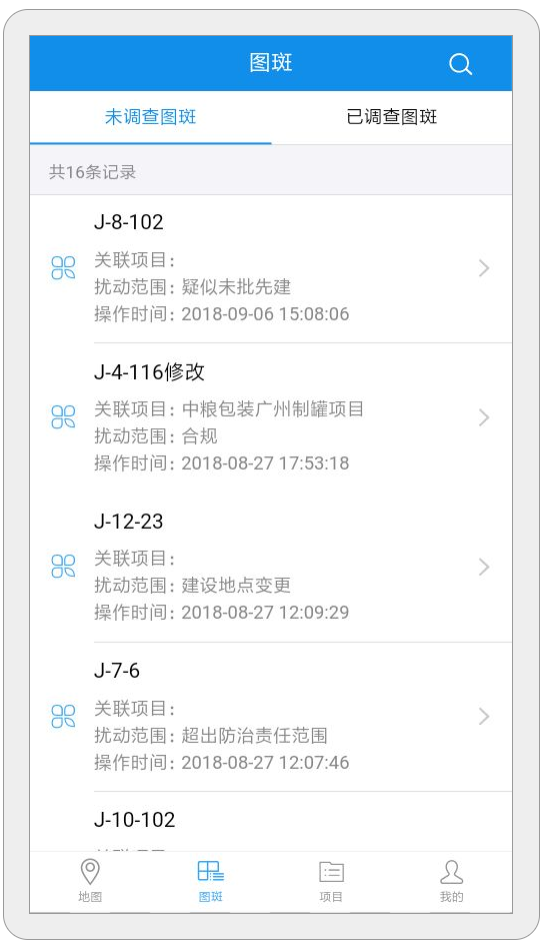 图斑
未调查图斑 已调查图斑
共16条记录
J-8-102
关联项目:
扰动范围: 疑似未批先建
操作时间: 2018-09-06 15:08:06
J-4-116修改
关联项目: 中粮包装广州制罐项目
扰动范围: 合规
操作时间: 2018-08-27 17:53:18
J-12-23
关联项目:
扰动范围: 建设地点变更
操作时间: 2018-08-27 12:09:29
J-7-6
关联项目:
扰动范围: 超出防治责任范围
操作时间: 2018-08-27 12:07:46
J-10-102
地图 图斑 项目 我的